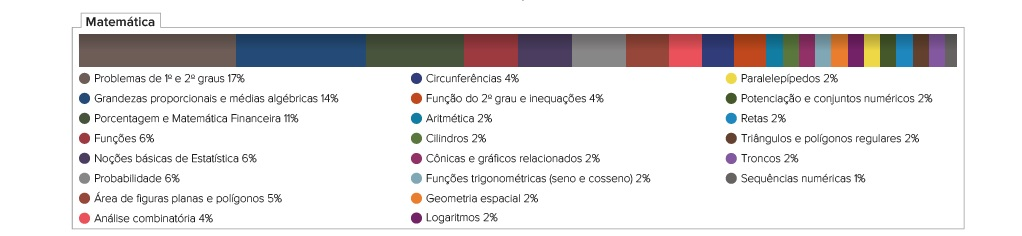 Matemática
Problemas de 1º e 2º graus 17%
Grandezas proporcionais e médias algébricas 14%
Porcentagem e Matemática Financeira 11%
Funções 6%
Noções básicas de Estatística 6%
Probabilidade 6%
Área de figuras planas e polígonos 5%
Análise combinatória 4%
Circunferências 4%
Função do 2º grau e inequações 4%
Aritmética 2%
Cilindros 2%
Cônicas e gráficos relacionados 2%
Funções trigonométricas (seno e cosseno) 2%
Geometria espacial 2%
Logaritmos 2%
Paralelepípedos 2%
Potenciação e conjuntos numéricos 2%
Retas 2%
Triângulos e polígonos regulares 2%
Troncos 2%
Sequências numéricas 1%